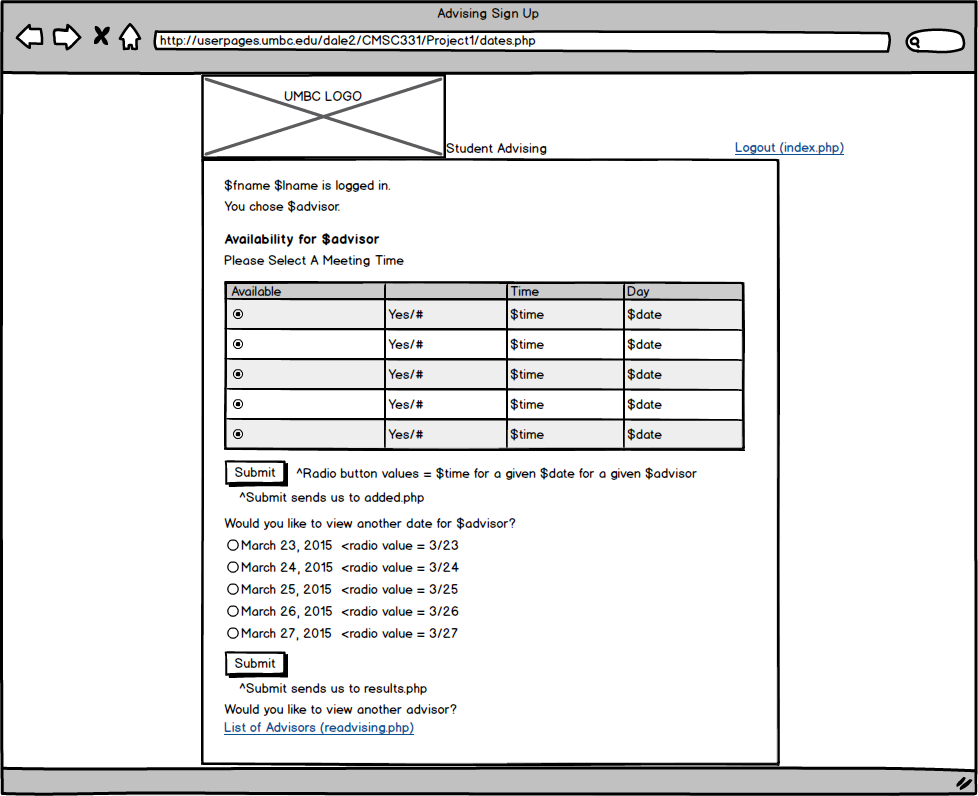 Advising Sign Up
http://userpages.umbc.edu/dale2/CMSC331/Project1/dates.php
UMBC LOGO
Student Advising
Logout (index.php)
$fname $lname is logged in.
You chose $advisor.
Availability for $advisor
Please Select A Meeting Time
Available Time Day
Yes/# $time $date
Yes/# $time $date
Yes/# $time $date
Yes/# $time $date
Yes/# $time $date
Submit ^Radio button values = $time for a given $date for a given $advisor
^Submit sends us to added.php
Would you like to view another date for $advisor?
March 23, 2015 <radio value = 3/23
March 24, 2015 <radio value = 3/24
March 25, 2015 <radio value = 3/25
March 26, 2015 <radio value = 3/26
March 27, 2015 <radio value = 3/27
Submit
^Submit sends us to results.php
Would you like to view another advisor?
List of Advisors (readvising.php)